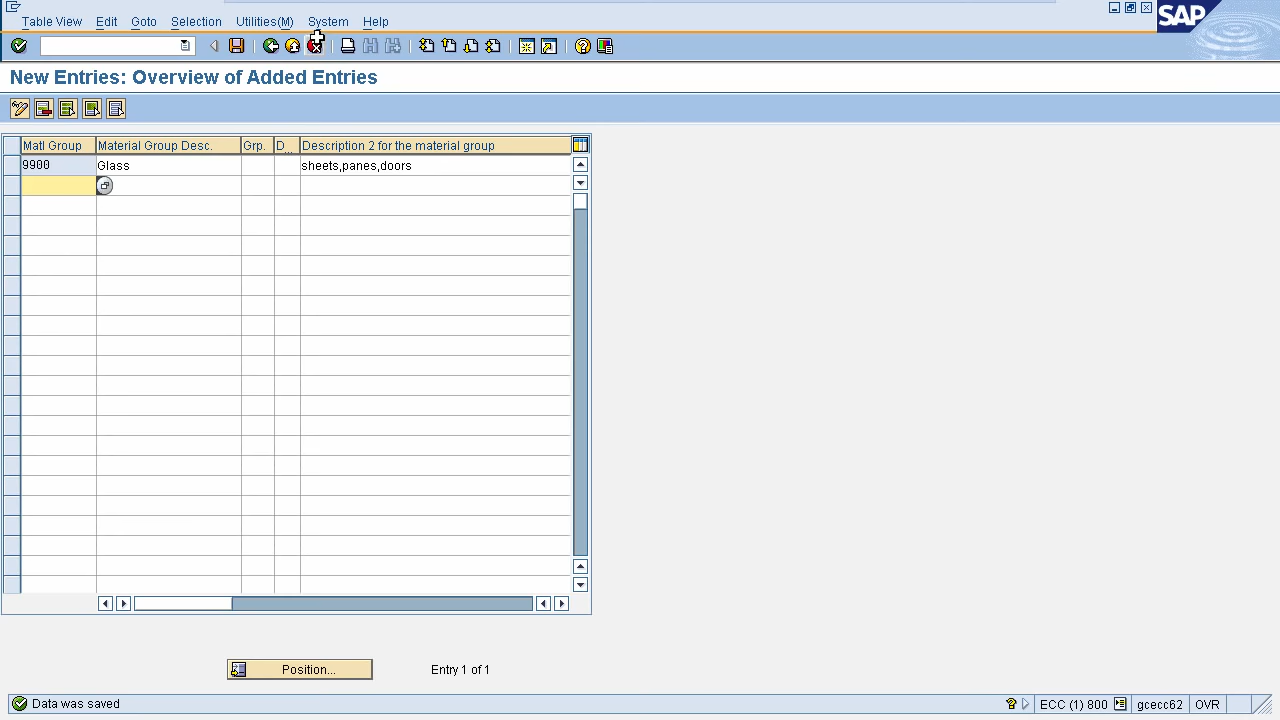 Table View Edit Goto Selection Utilities(M) System Help
SAP
New Entries: Overview of Added Entries
Matl Group Material Group Desc. Grp. D... Description 2 for the material group
9900 Glass sheets,panes,doors
Position... Entry 1 of 1
Data was saved ECC (1) 800 gcecc62 OVR